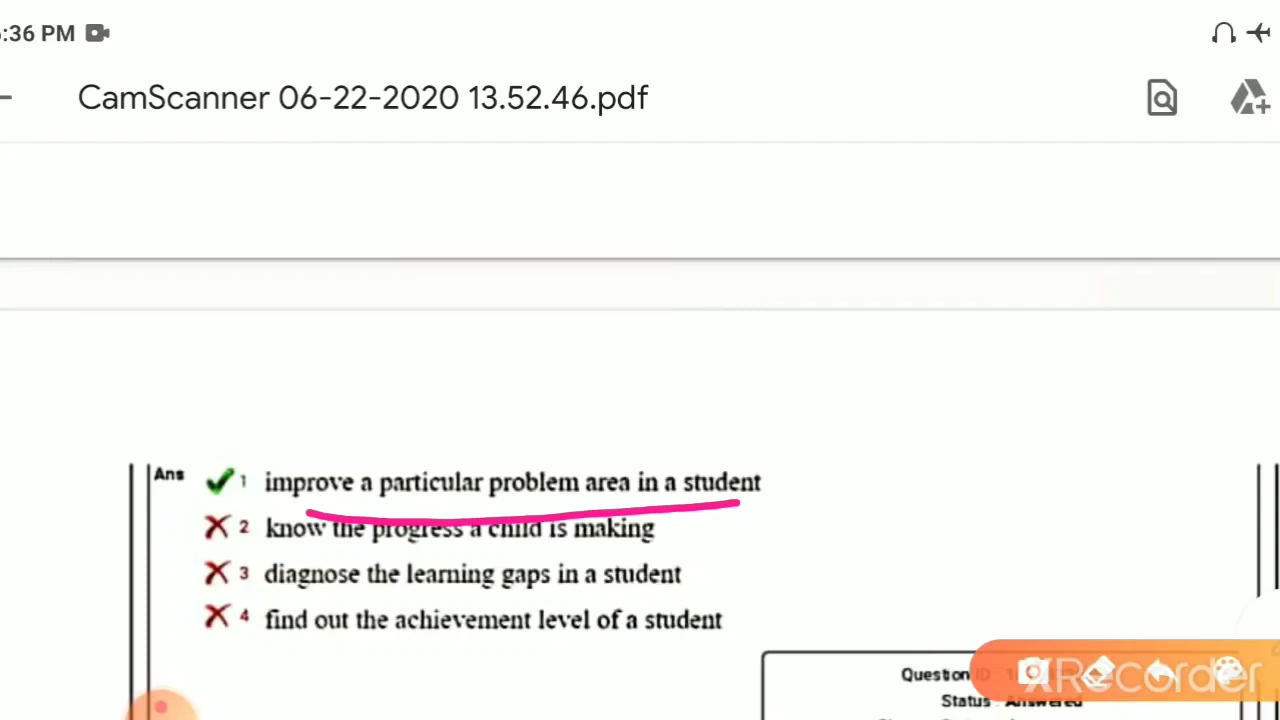 :36 PM
CamScanner 06-22-2020 13.52.46.pdf
Ans 1 improve a particular problem area in a student
2 know the progress a child is making
3 diagnose the learning gaps in a student
4 find out the achievement level of a student
Question
Status : Answered
XRecorder